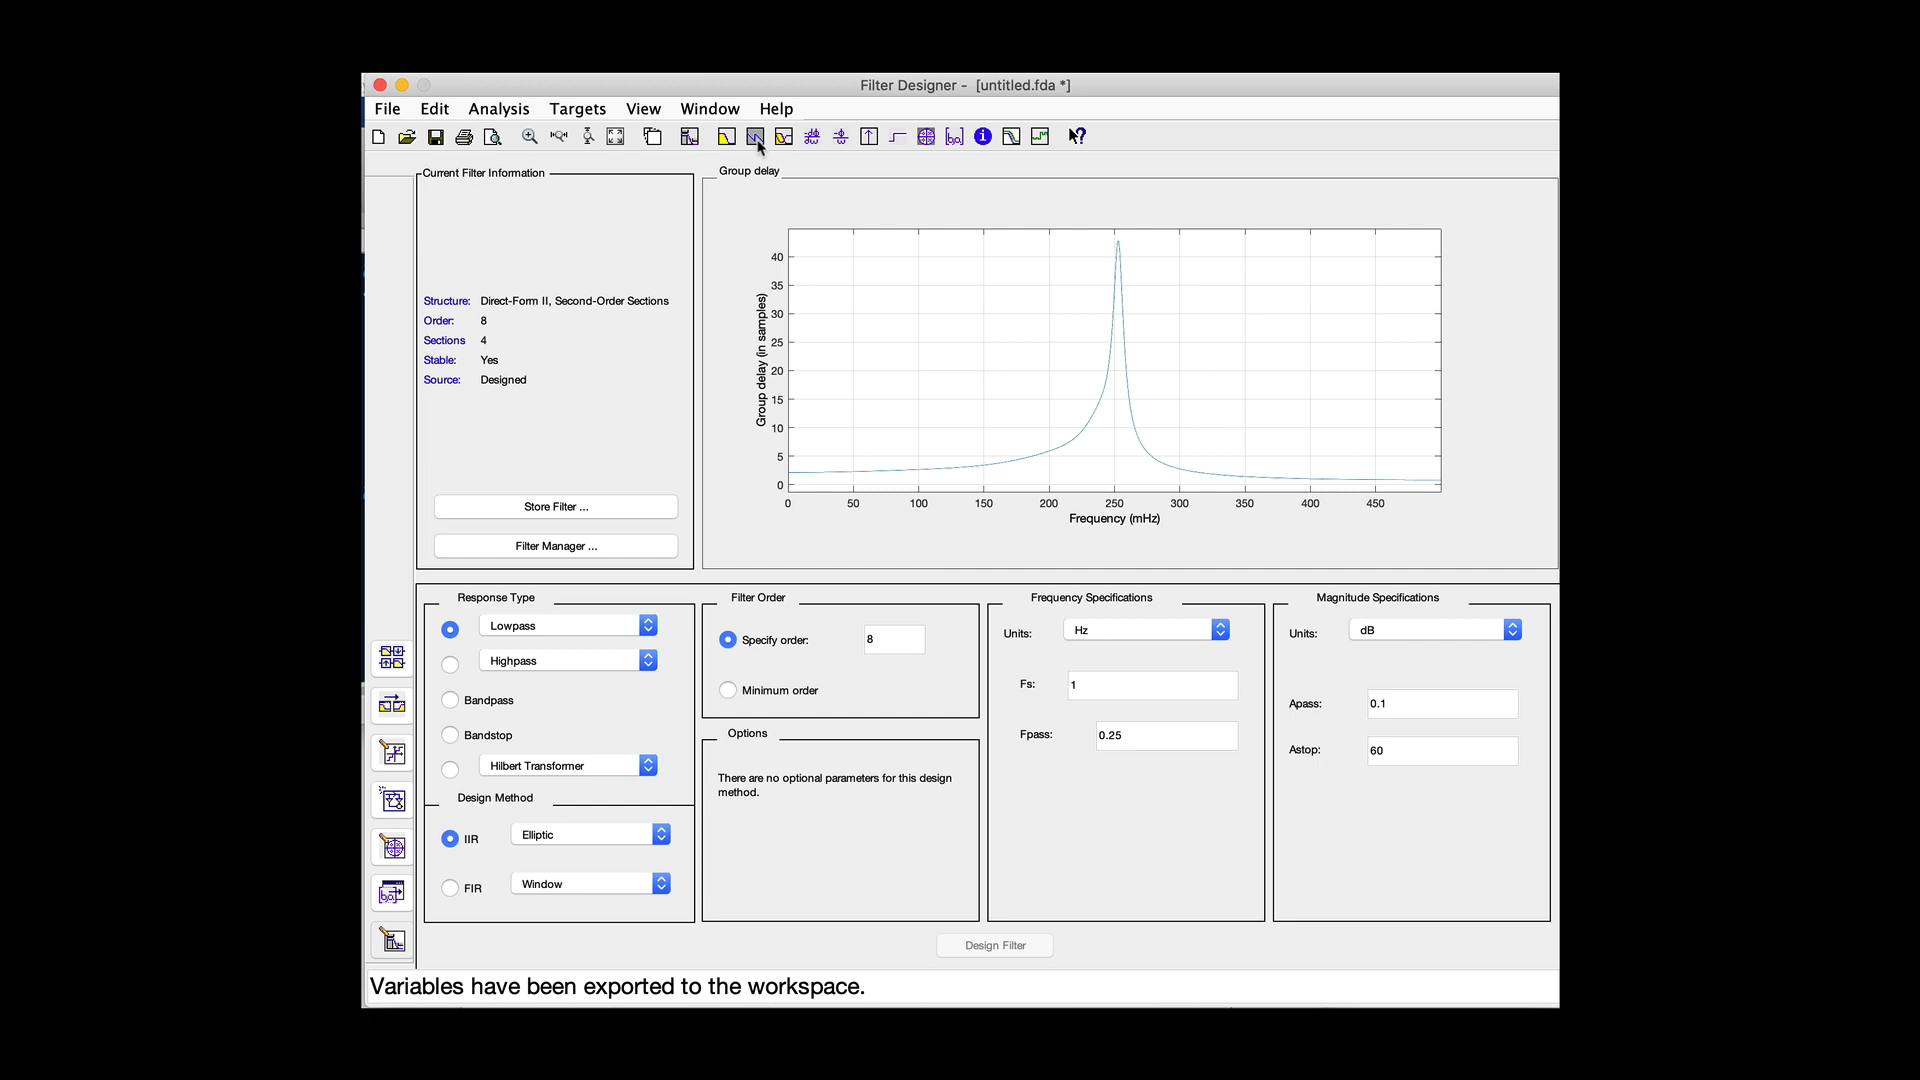 Filter Designer - [untitled.fda *]
File Edit Analysis Targets View Window Help
Current Filter Information
Structure: Direct-Form II, Second-Order Sections
Order: 8
Sections 4
Stable: Yes
Source: Designed
Store Filter ...
Filter Manager ...
Group delay
Group delay (in samples)
40
35
30
25
20
15
10
5
0
0 50 100 150 200 250 300 350 400 450
Frequency (mHz)
Response Type
Lowpass
Highpass
Bandpass
Bandstop
Hilbert Transformer
Design Method
IIR Elliptic
FIR Window
Filter Order
Specify order: 8
Minimum order
Options
There are no optional parameters for this design
method.
Frequency Specifications
Units: Hz
Fs: 1
Fpass: 0.25
Magnitude Specifications
Units: dB
Apass: 0.1
Astop: 60
Design Filter
Variables have been exported to the workspace.